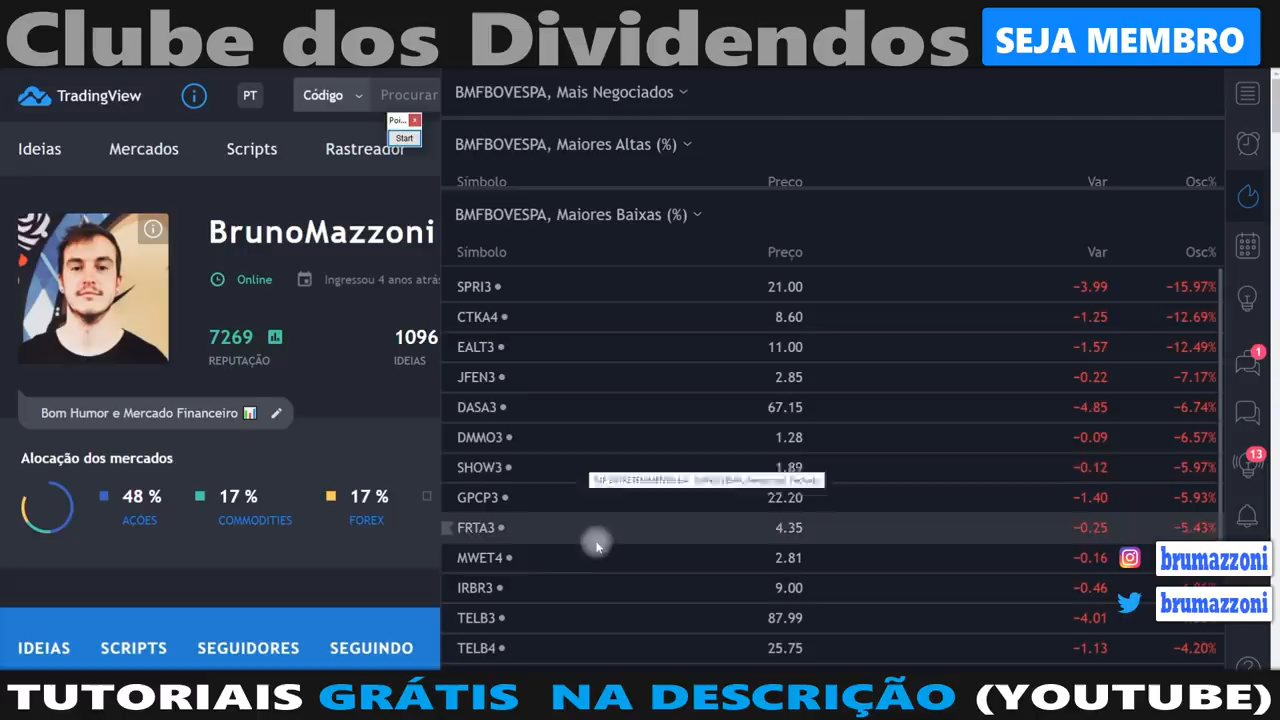 Clube dos Dividendos SEJA MEMBRO
TradingView PT Código Procurar
Poi... x
Start
Ideias Mercados Scripts Rastreador
BrunoMazzoni
Online Ingressou 4 anos atrás
7269 1096
REPUTAÇÃO IDEIAS
Bom Humor e Mercado Financeiro
Alocação dos mercados
48 % 17 % 17 %
AÇÕES COMMODITIES FOREX
IDEIAS SCRIPTS SEGUIDORES SEGUINDO
BMFBOVESPA, Mais Negociados
BMFBOVESPA, Maiores Altas (%)
Símbolo Preço Var Osc%
BMFBOVESPA, Maiores Baixas (%)
Símbolo Preço Var Osc%
SPRI3 21.00 −3.99 −15.97%
CTKA4 8.60 −1.25 −12.69%
EALT3 11.00 −1.57 −12.49%
JFEN3 2.85 −0.22 −7.17%
DASA3 67.15 −4.85 −6.74%
DMMO3 1.28 −0.09 −6.57%
SHOW3 1.89 −0.12 −5.97%
GPCP3 22.20 −1.40 −5.93%
FRTA3 4.35 −0.25 −5.43%
MWET4 2.81 −0.16
IRBR3 9.00 −0.46
TELB3 87.99 −4.01
TELB4 25.75 −1.13 −4.20%
1
13
brumazzoni
brumazzoni
TUTORIAIS GRÁTIS NA DESCRIÇÃO (YOUTUBE)